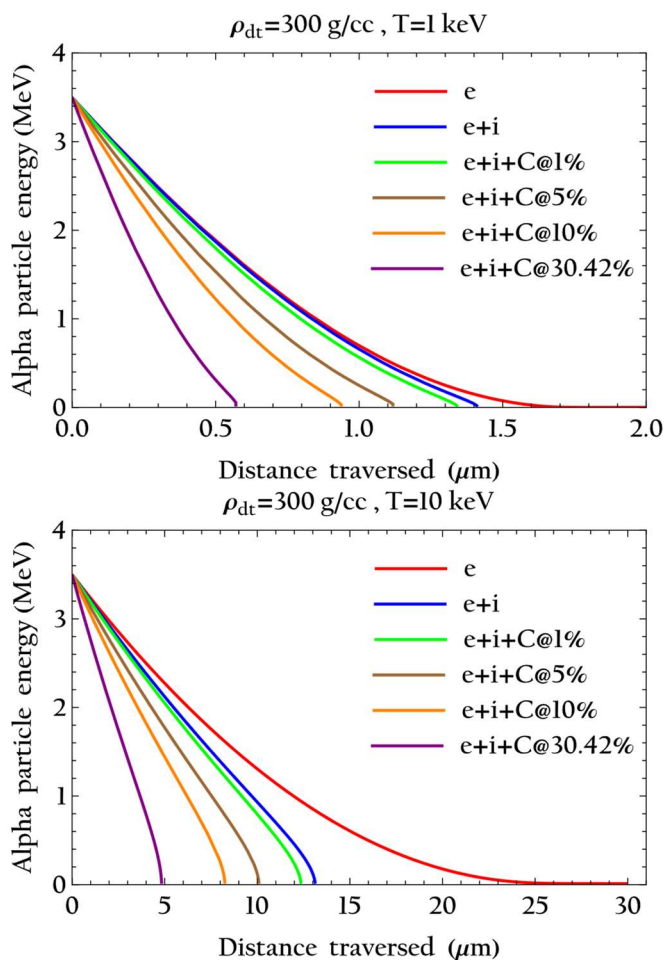 ρdt=300 g/cc , T=1 keV
Alpha particle energy (MeV)
4
3
2
1
0
e
e+i
e+i+C@1%
e+i+C@5%
e+i+C@10%
e+i+C@30.42%
0.0 0.5 1.0 1.5 2.0
Distance traversed (μm)
ρdt=300 g/cc , T=10 keV
Alpha particle energy (MeV)
4
3
2
1
0
e
e+i
e+i+C@1%
e+i+C@5%
e+i+C@10%
e+i+C@30.42%
0 5 10 15 20 25 30
Distance traversed (μm)